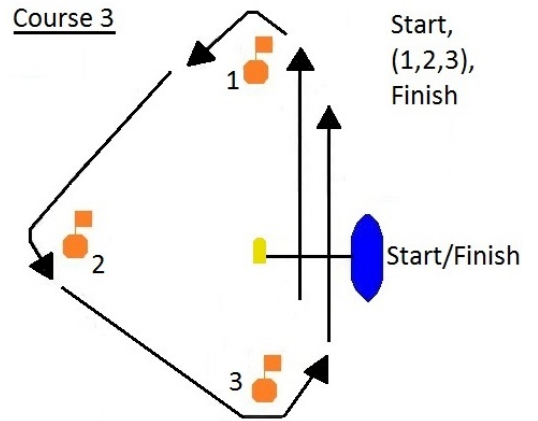 Course 3
Start,
(1,2,3),
Finish
1
2
Start/Finish
3